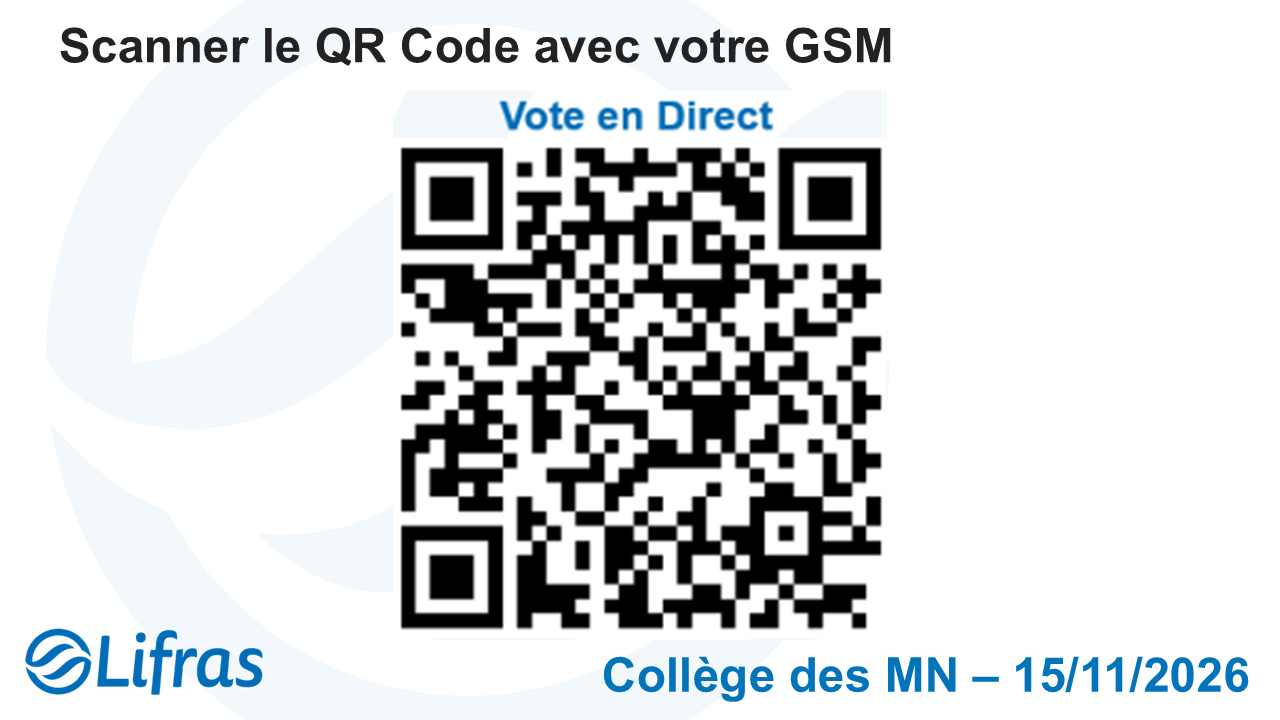 Scanner le QR Code avec votre GSM
Vote en Direct
Lifras
Collège des MN – 15/11/2026